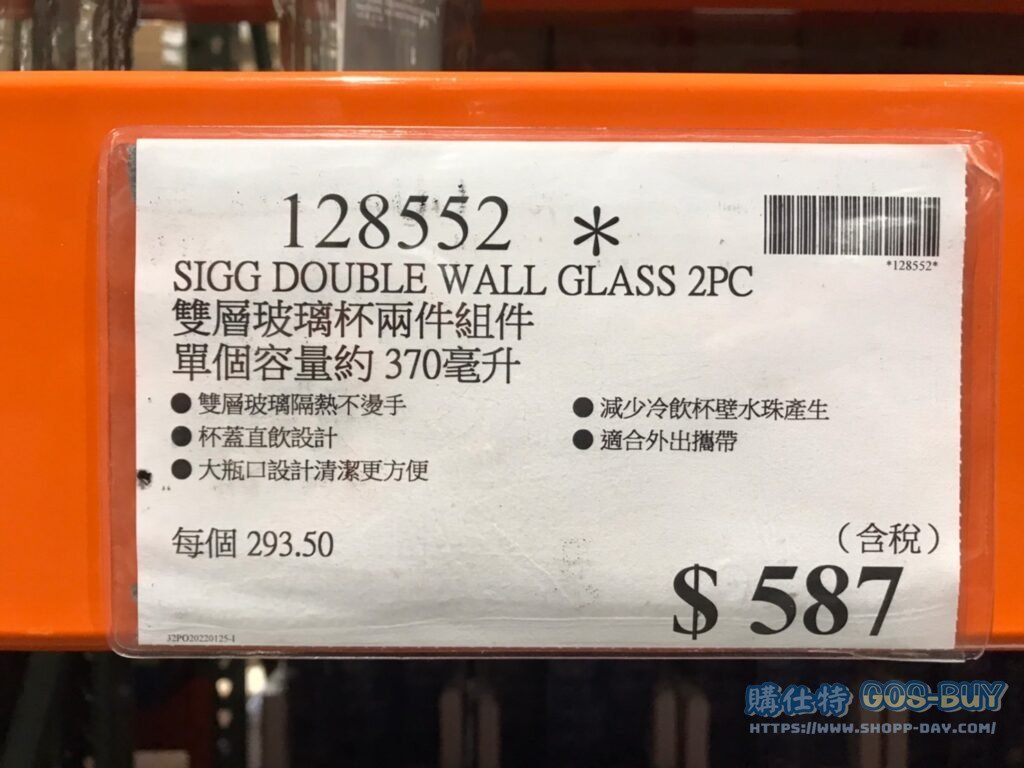 128552 *
*128552*
SIGG DOUBLE WALL GLASS 2PC
雙層玻璃杯兩件組件
單個容量約 370毫升
● 雙層玻璃隔熱不燙手
● 杯蓋直飲設計
● 大瓶口設計清潔更方便
● 減少冷飲杯壁水珠產生
● 適合外出攜帶
每個 293.50
（含稅）
$ 587
32PO20220125-1
購仕特 GOS-BUY
HTTPS://WWW.SHOPP-DAY.COM/